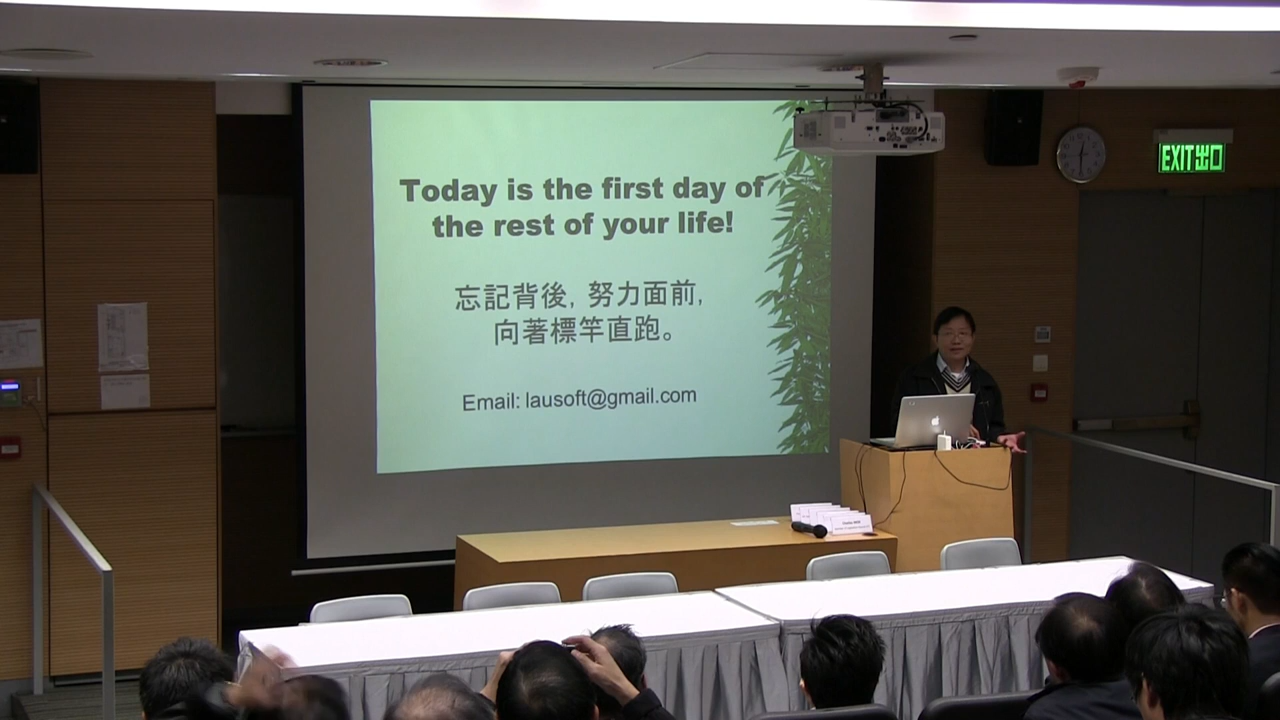 Today is the first day of
the rest of your life!
忘記背後, 努力面前,
向著標竿直跑。
Email: lausoft@gmail.com
EXIT出口